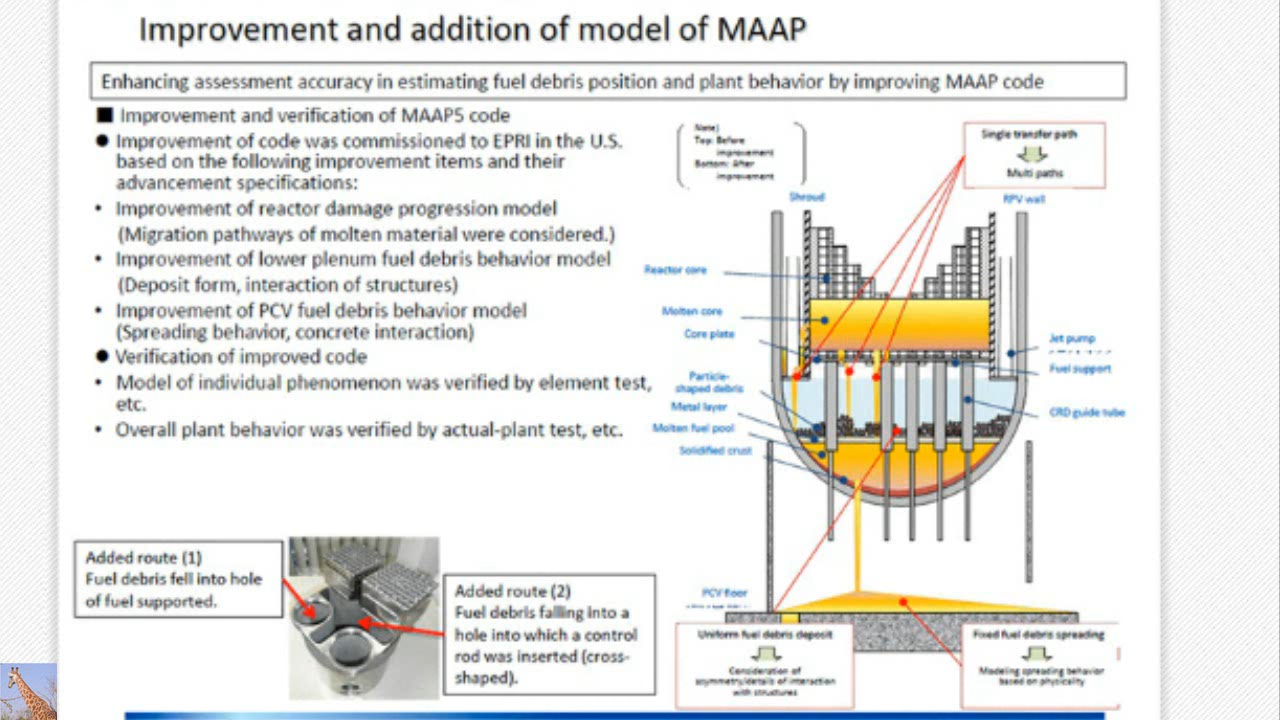 Improvement and addition of model of MAAP
Enhancing assessment accuracy in estimating fuel debris position and plant behavior by improving MAAP code
■ Improvement and verification of MAAP5 code
● Improvement of code was commissioned to EPRI in the U.S.
based on the following improvement items and their
advancement specifications:
• Improvement of reactor damage progression model
(Migration pathways of molten material were considered.)
• Improvement of lower plenum fuel debris behavior model
(Deposit form, interaction of structures)
• Improvement of PCV fuel debris behavior model
(Spreading behavior, concrete interaction)
● Verification of improved code
• Model of individual phenomenon was verified by element test,
etc.
• Overall plant behavior was verified by actual-plant test, etc.
Note)
Top: Before
improvement
Bottom: After
improvement
Single transfer path
Multi paths
Shroud
RPV wall
Reactor core
Molten core
Core plate
Jet pump
Fuel support
Particle-
shaped debris
Metal layer
CRD guide tube
Molten fuel pool
Solidified crust
PCV floor
Uniform fuel debris deposit
Consideration of
asymmetry/details of interaction
with structures
Fixed fuel debris spreading
Modeling spreading behavior
based on physicality
Added route (1)
Fuel debris fell into hole
of fuel supported.
Added route (2)
Fuel debris falling into a
hole into which a control
rod was inserted (cross-
shaped).